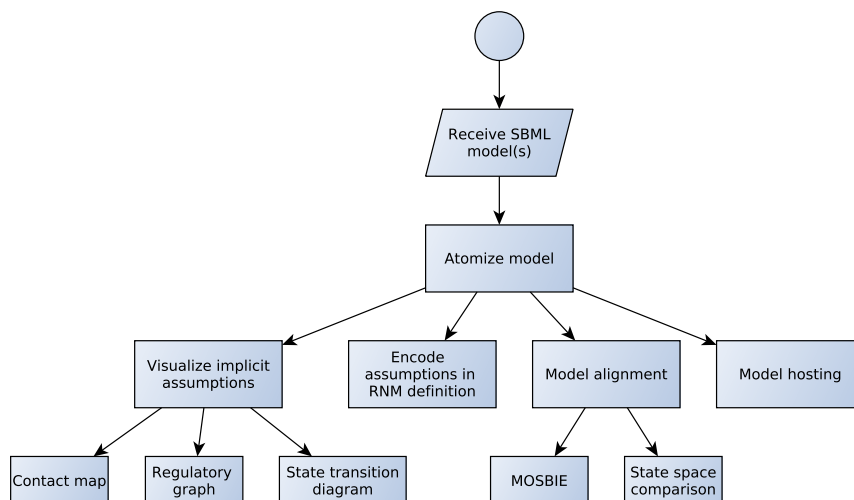 Receive SBML
model(s)
Atomize model
Visualize implicit
assumptions
Encode
assumptions in
RNM definition
Model alignment
Model hosting
Contact map
Regulatory
graph
State transition
diagram
MOSBIE
State space
comparison